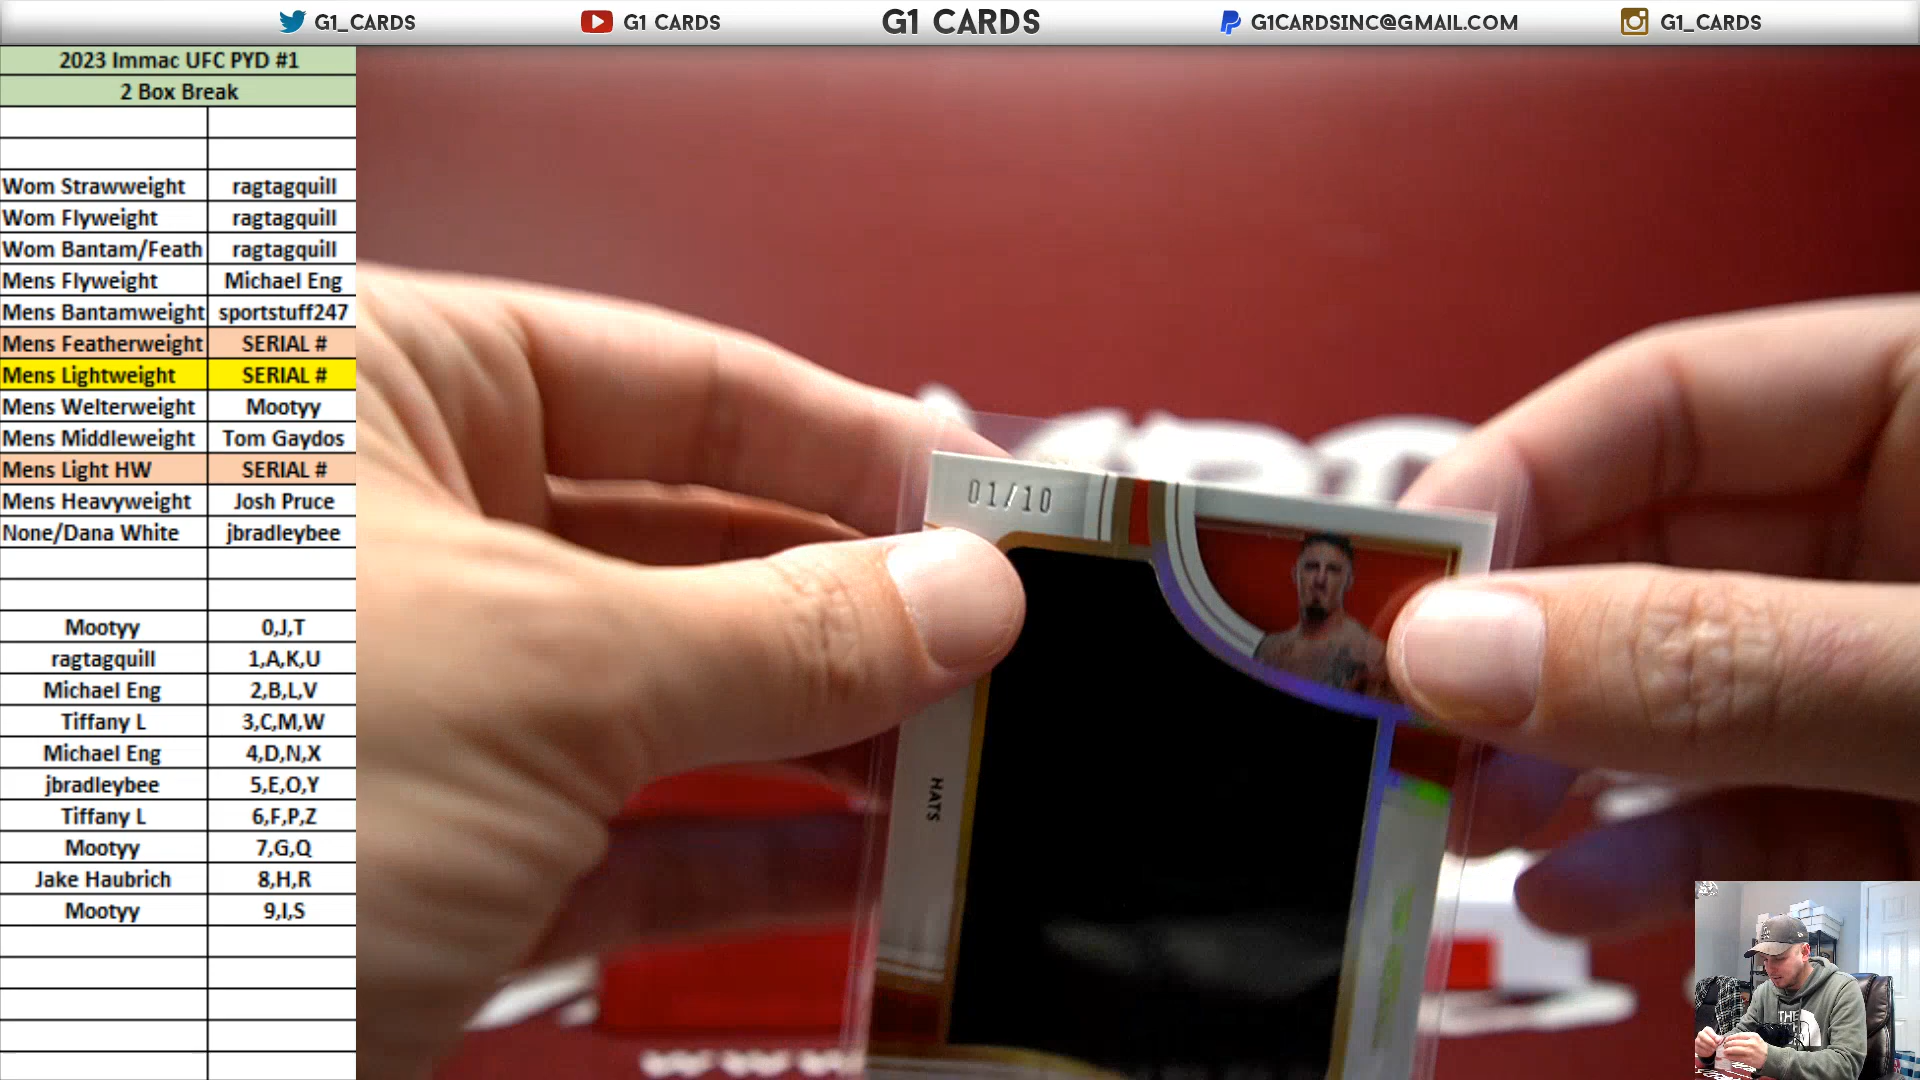 G1_CARDS
G1 CARDS
G1 CARDS
G1CARDSINC@GMAIL.COM
G1_CARDS
2023 Immac UFC PYD #1
2 Box Break
Wom Strawweight ragtagquill
Wom Flyweight ragtagquill
Wom Bantam/Feath ragtagquill
Mens Flyweight Michael Eng
Mens Bantamweight sportstuff247
Mens Featherweight SERIAL #
Mens Lightweight SERIAL #
Mens Welterweight Mootyy
Mens Middleweight Tom Gaydos
Mens Light HW SERIAL #
Mens Heavyweight Josh Pruce
None/Dana White jbradleybee
Mootyy 0,J,T
ragtagquill 1,A,K,U
Michael Eng 2,B,L,V
Tiffany L 3,C,M,W
Michael Eng 4,D,N,X
jbradleybee 5,E,O,Y
Tiffany L 6,F,P,Z
Mootyy 7,G,Q
Jake Haubrich 8,H,R
Mootyy 9,I,S
01/10
HATS
THE